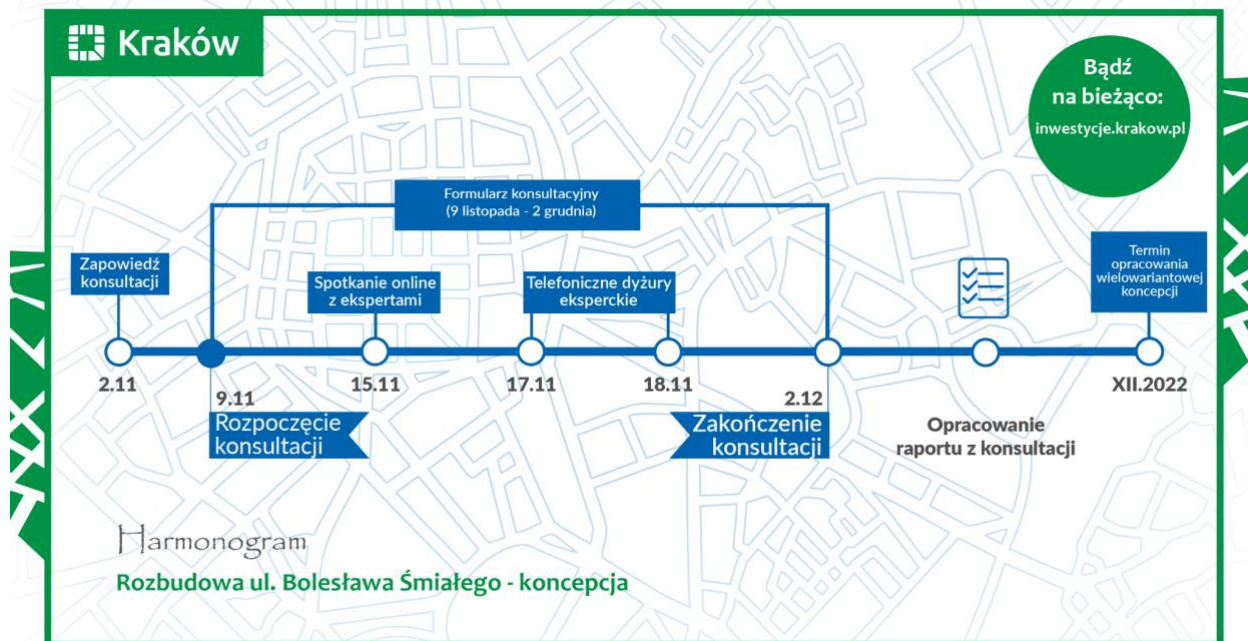 Kraków
Bądź
na bieżąco:
inwestycje.krakow.pl
Formularz konsultacyjny
(9 listopada - 2 grudnia)
Zapowiedź
konsultacji
Spotkanie online
z ekspertami
Telefoniczne dyżury
eksperckie
Termin
opracowania
wielowariantowej
koncepcji
2.11
9.11
15.11
17.11
18.11
2.12
XII.2022
Rozpoczęcie
konsultacji
Zakończenie
konsultacji
Opracowanie
raportu z konsultacji
Harmonogram
Rozbudowa ul. Bolesława Śmiałego - koncepcja